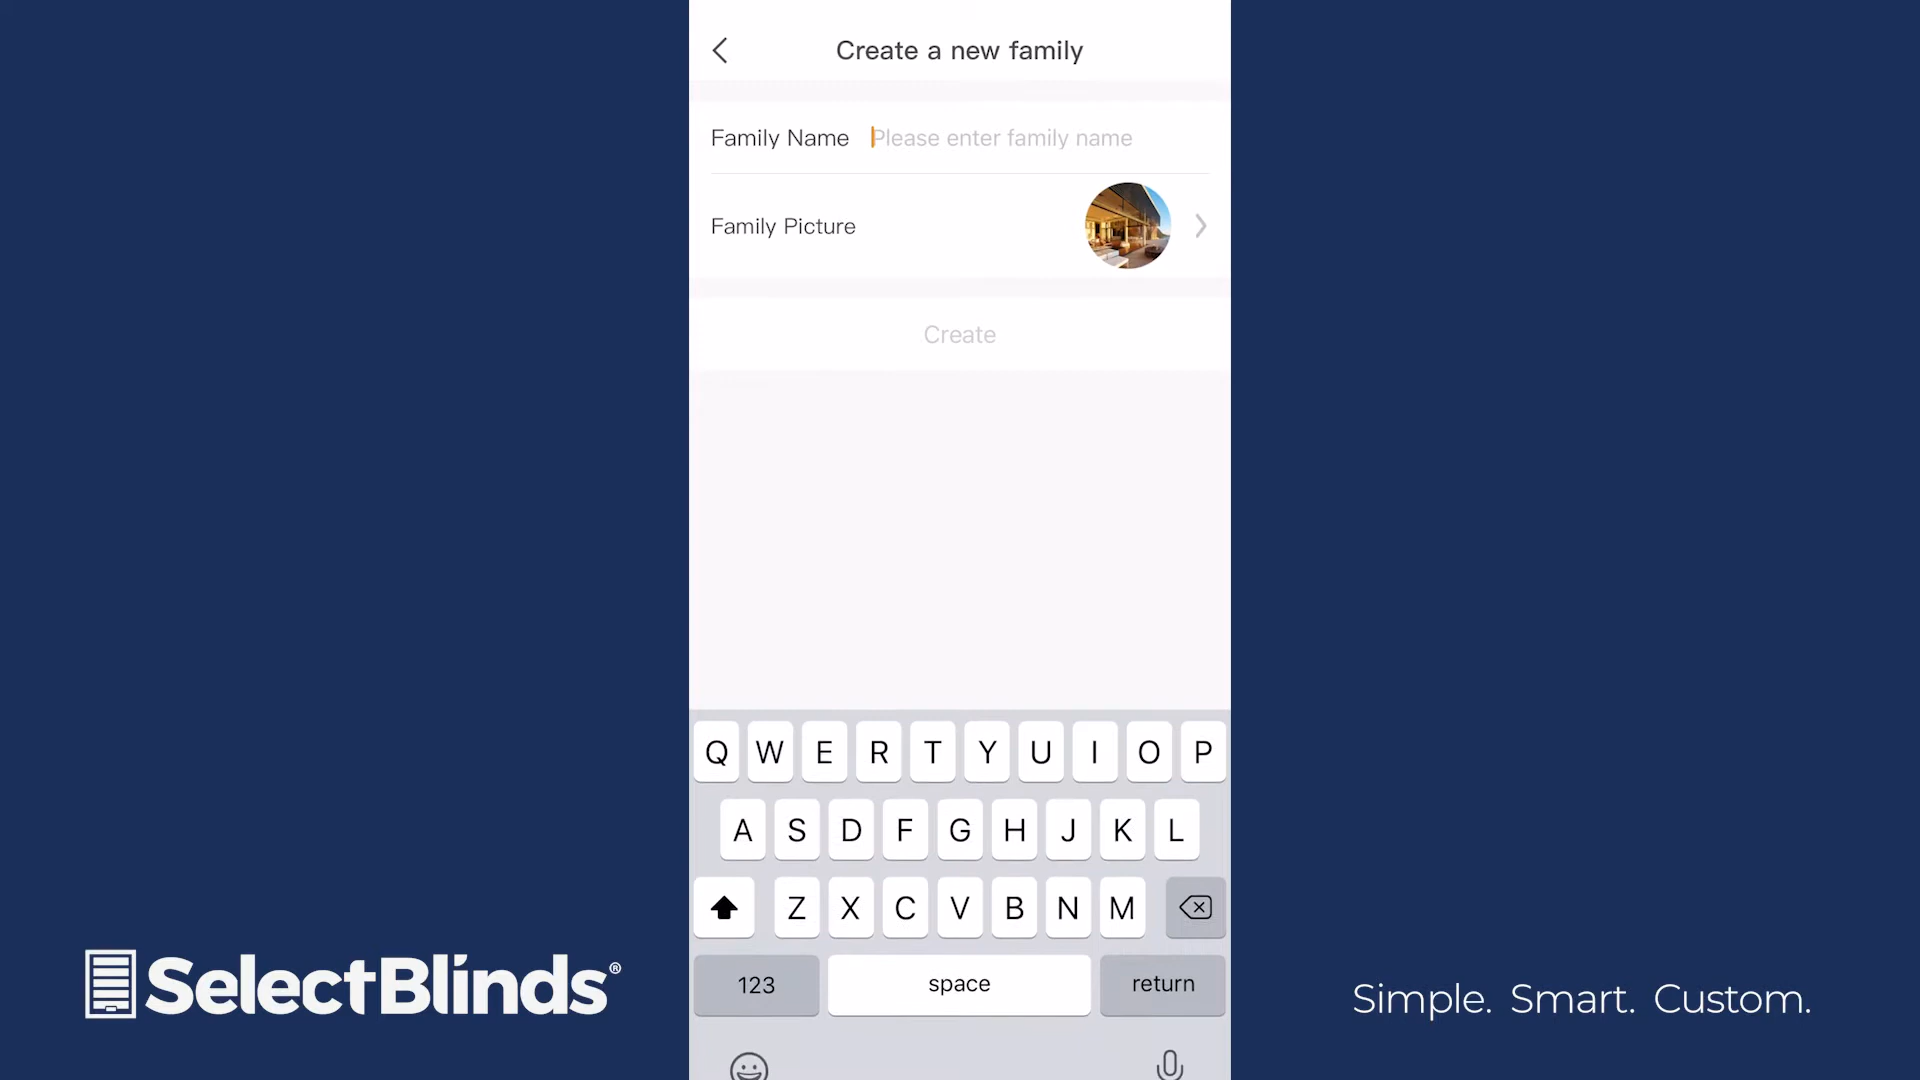 Create a new family
Family Name Please enter family name
Family Picture
Create
Q W E R T Y U I O P
A S D F G H J K L
Z X C V B N M
123 space return
SelectBlinds®
Simple. Smart. Custom.